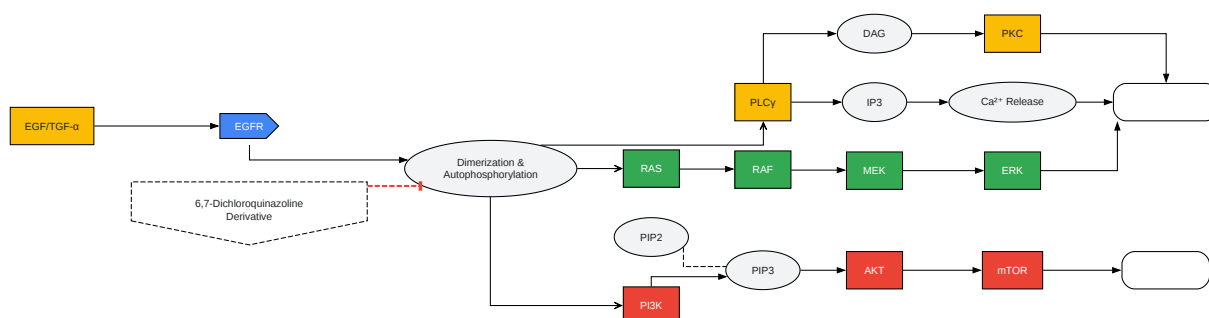 DAG
PKC
PLCγ
IP3
Ca²⁺ Release
EGF/TGF-α
EGFR
Dimerization &
Autophosphorylation
RAS
RAF
MEK
ERK
6,7-Dichloroquinazoline
Derivative
PIP2
PIP3
AKT
mTOR
PI3K